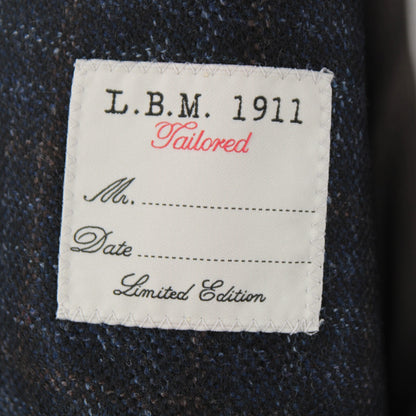 L.B.M. 1911
Tailored
Mr.
Date
Limited Edition